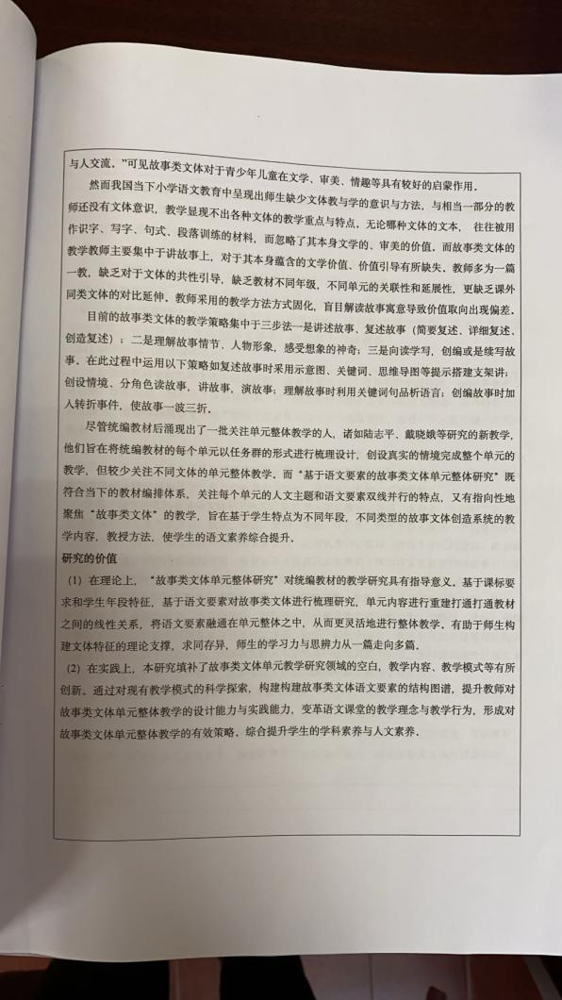 与人交流．”可见故事类文体对于青少年儿童在文学、审美、情趣等具有较好的启蒙作用．
然而我国当下小学语文教育中呈现出师生缺少文体教与学的意识与方法，与相当一部分的教
师还没有文体意识，教学显现不出各种文体的教学重点与特点．无论哪种文体的文本， 往往被用
作识字、写字、句式、段落训练的材料，而忽略了其本身文学的、审美的价值．而故事类文体的
教学教师主要集中于讲故事上，对于其本身蕴含的文学价值、价值引导有所缺失．教师多为一篇
一教，缺乏对于文体的共性引导，缺乏教材不同年级，不同单元的关联性和延展性，更缺乏课外
同类文体的对比延伸．教师采用的教学方法方式固化，盲目解读故事寓意导致价值取向出现偏差．
目前的故事类文体的教学策略集中于三步法一是讲述故事、复述故事（简要复述、详细复述、
创造复述）；二是理解故事情节、人物形象，感受想象的神奇；三是向读学写，创编或是续写故
事．在此过程中运用以下策略如复述故事时采用示意图、关键词、思维导图等提示搭建支架讲；
创设情境、分角色读故事，讲故事，演故事；理解故事时利用关键词句品析语言；创编故事时加
入转折事件，使故事一波三折．
尽管统编教材后涌现出了一批关注单元整体教学的人，诸如陆志平、戴晓娥等研究的新教学，
他们旨在将统编教材的每个单元以任务群的形式进行梳理设计，创设真实的情境完成整个单元的
教学，但较少关注不同文体的单元整体教学．而“基于语文要素的故事类文体单元整体研究”既
符合当下的教材编排体系，关注每个单元的人文主题和语文要素双线并行的特点，又有指向性地
聚焦“故事类文体”的教学，旨在基于学生特点为不同年段，不同类型的故事文体创造系统的教
学内容，教授方法，使学生的语文素养综合提升．
研究的价值
（1）在理论上，“故事类文体单元整体研究”对统编教材的教学研究具有指导意义．基于课标要
求和学生年段特征，基于语文要素对故事类文体进行梳理研究，单元内容进行重建打通打通教材
之间的线性关系，将语文要素融通在单元整体之中，从而更灵活地进行整体教学．有助于师生构
建文体特征的理论支撑，求同存异，师生的学习力与思辨力从一篇走向多篇．
（2）在实践上，本研究填补了故事类文体单元教学研究领域的空白，教学内容、教学模式等有所
创新．通过对现有教学模式的科学探索，构建构建故事类文体语文要素的结构图谱，提升教师对
故事类文体单元整体教学的设计能力与实践能力，变革语文课堂的教学理念与教学行为，形成对
故事类文体单元整体教学的有效策略．综合提升学生的学科素养与人文素养．